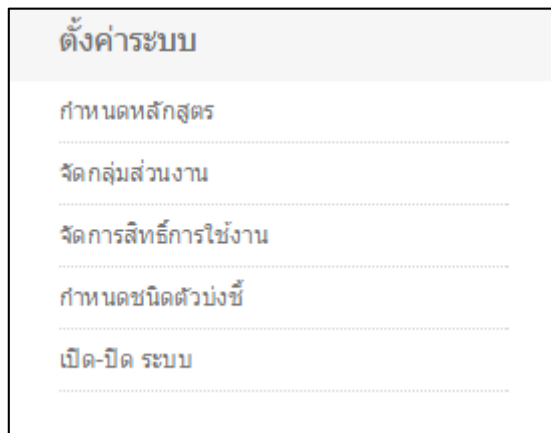 ตั้งค่าระบบ
กำหนดหลักสูตร
จัดกลุ่มส่วนงาน
จัดการสิทธิ์การใช้งาน
กำหนดชนิดตัวบ่งชี้
เปิด-ปิด ระบบ